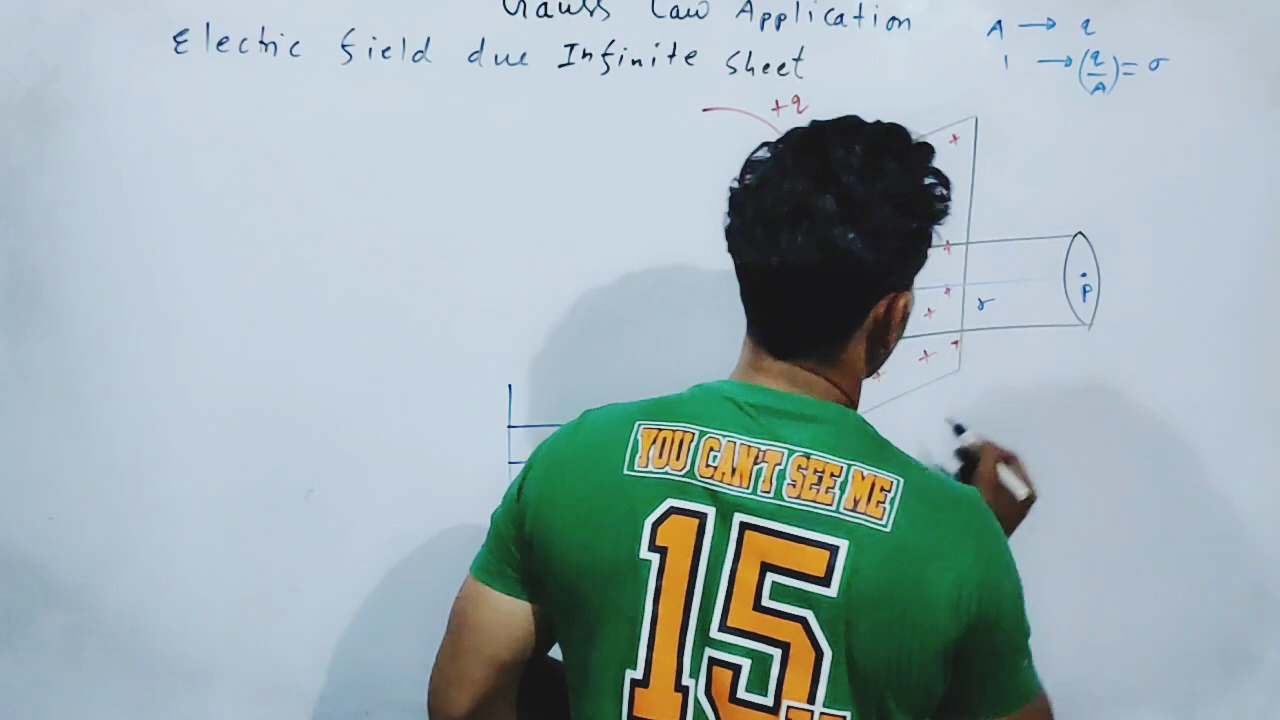 Gauss Law Application
Electric field due Infinite sheet
A → q
1 → (q/A) = σ
+q
r
P
YOU CAN'T SEE ME
15